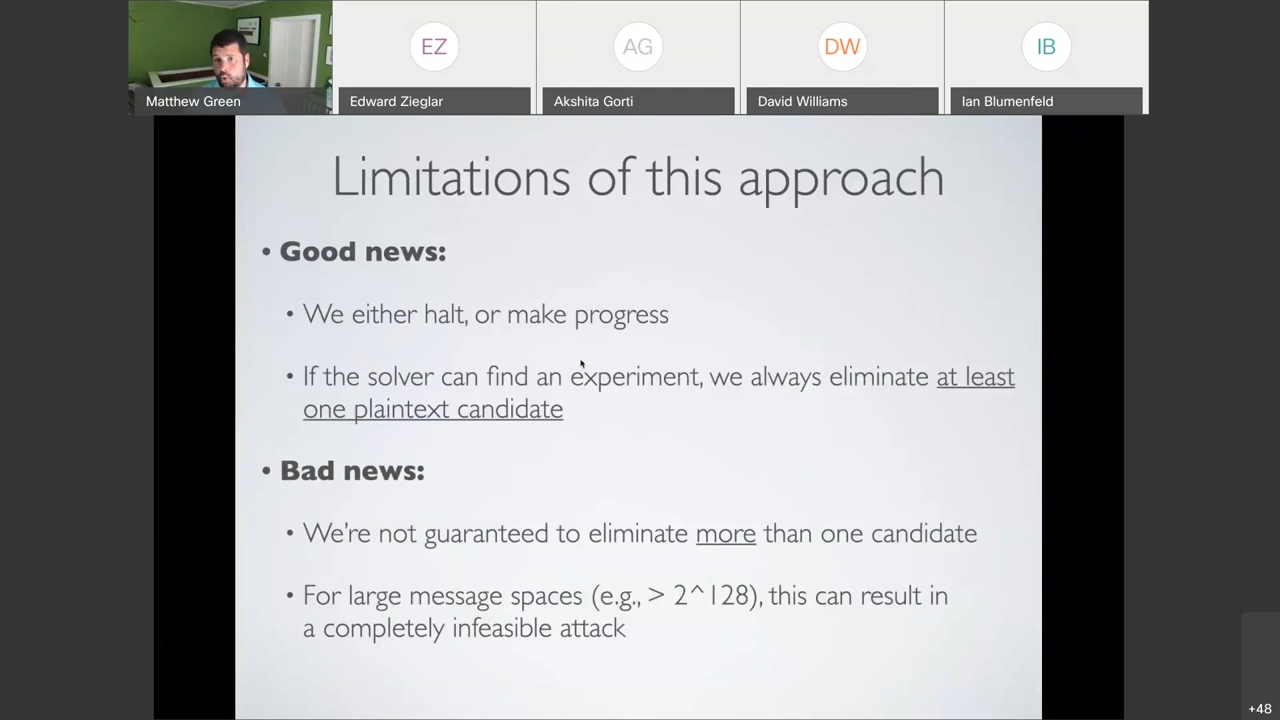 EZ
AG
DW
IB
Matthew Green
Edward Zieglar
Akshita Gorti
David Williams
Ian Blumenfeld
Limitations of this approach
• Good news:
• We either halt, or make progress
• If the solver can find an experiment, we always eliminate at least
one plaintext candidate
• Bad news:
• We're not guaranteed to eliminate more than one candidate
• For large message spaces (e.g., > 2^128), this can result in
a completely infeasible attack
+48